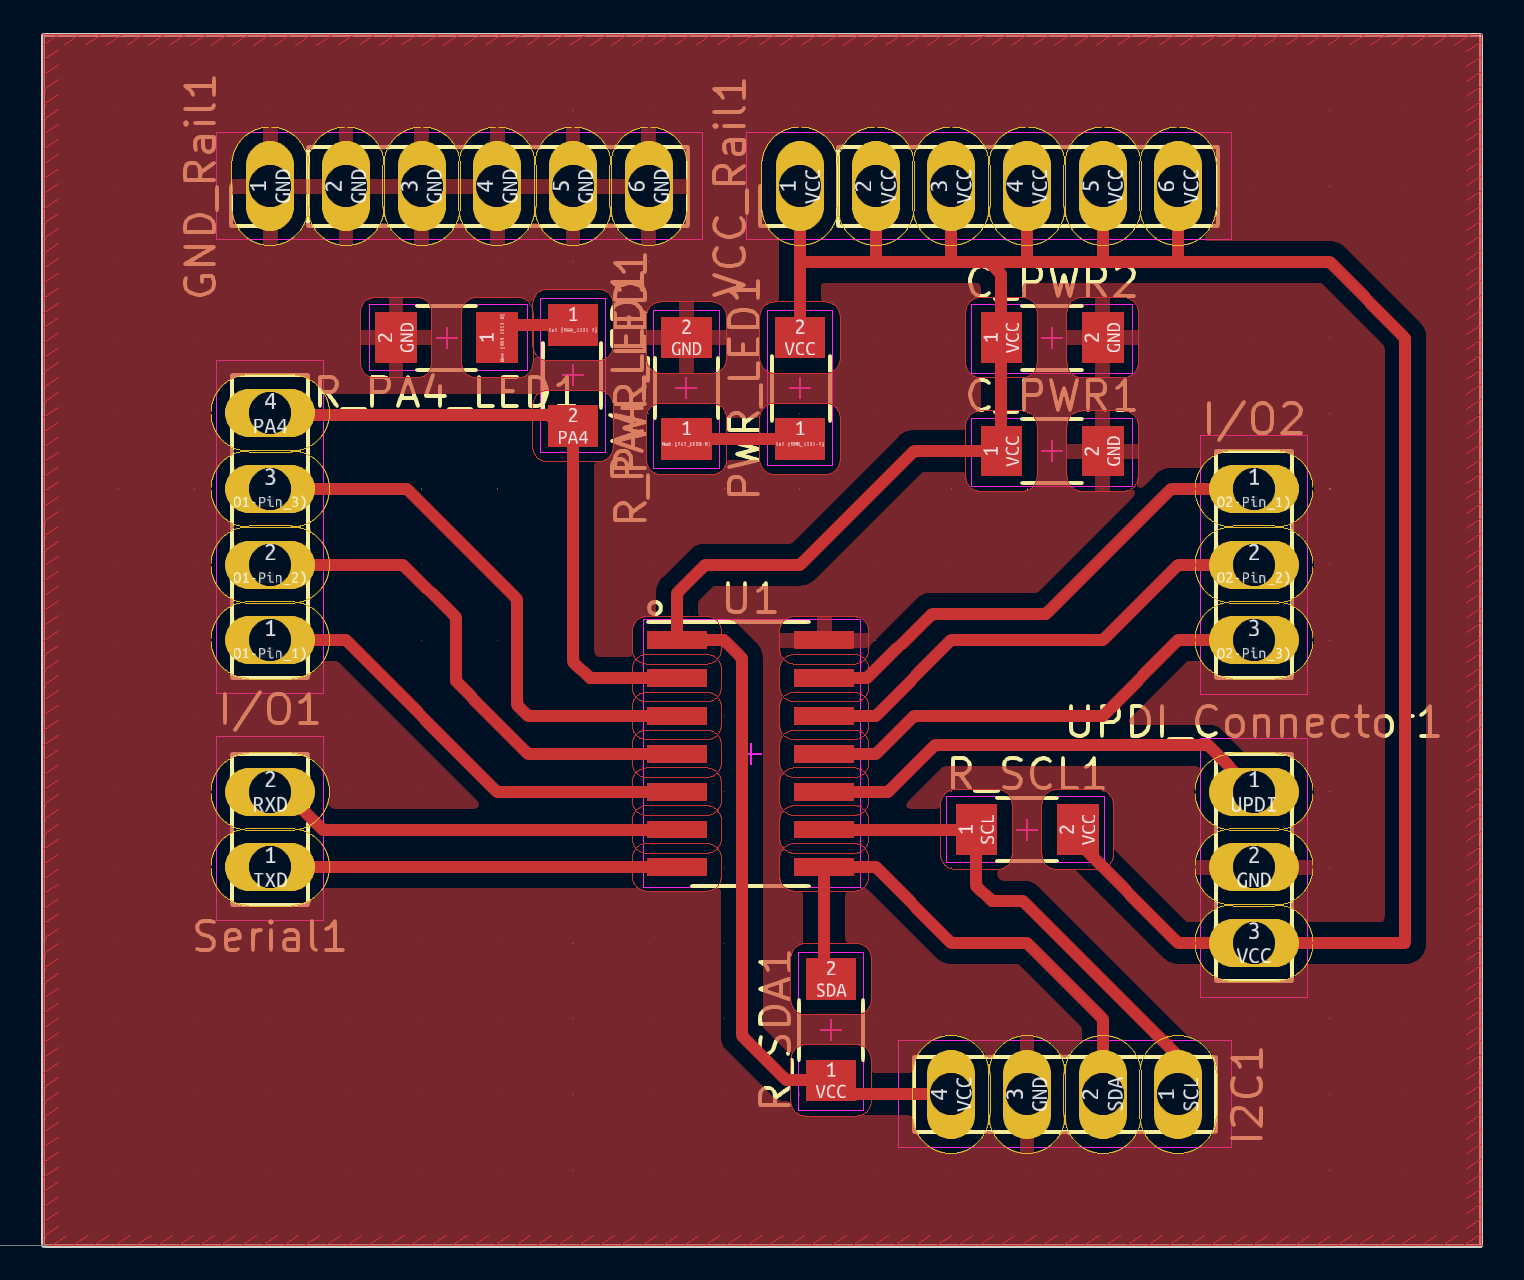 GND_Rail1
1 GND
2 GND
3 GND
4 GND
5 GND
6 GND
VCC_Rail1
1 VCC
2 VCC
3 VCC
4 VCC
5 VCC
6 VCC
C_PWR2
1 VCC
2 GND
2 GND
1
R_PA4_LED1
1
2
PA4
R_PWR_LED1
2
GND
1
PWR_LED1
2
VCC
1
C_PWR1
1 VCC
2 GND
4
PA4
3
O1-Pin_3)
2
O1-Pin_2)
1
O1-Pin_1)
I/O1
I/O2
1
O2-Pin_1)
2
O2-Pin_2)
3
O2-Pin_3)
U1
UPDI_Connector1
1
UPDI
2
GND
3
VCC
R_SCL1
1 SCL
2 VCC
2
RXD
1
TXD
Serial1
R_SDA1
2
SDA
1
VCC
4 VCC
3 GND
2 SDA
1 SCL
I2C1